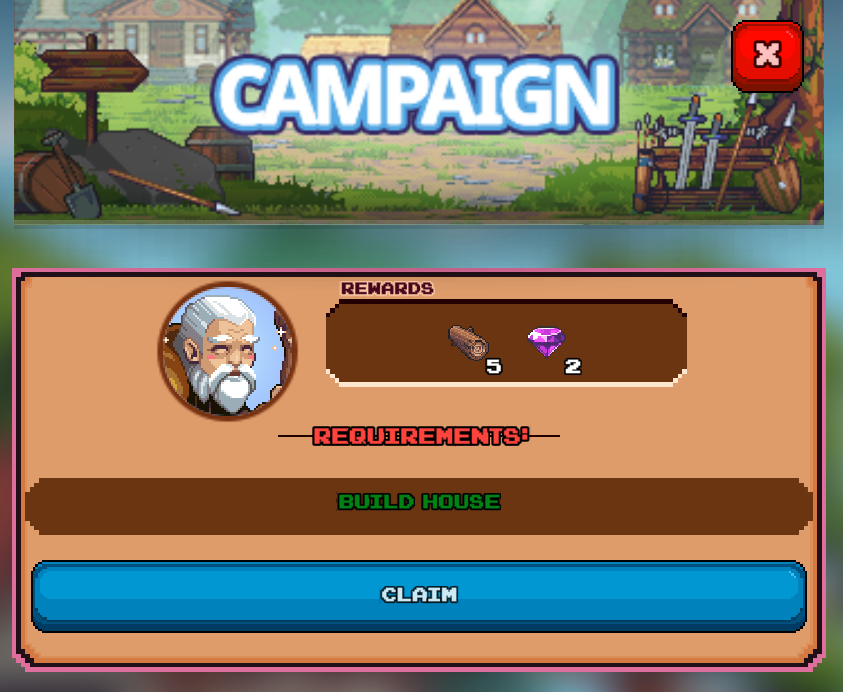 CAMPAIGN
REWARDS
5 2
REQUIREMENTS:
BUILD HOUSE
CLAIM